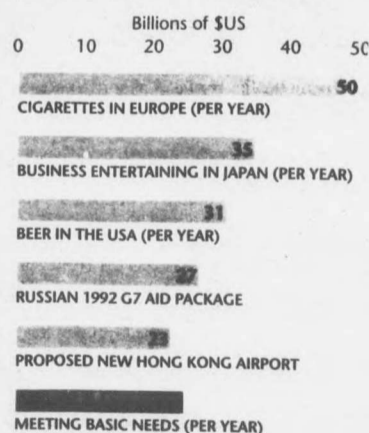 Billions of $US
0 10 20 30 40 50
50
CIGARETTES IN EUROPE (PER YEAR)
35
BUSINESS ENTERTAINING IN JAPAN (PER YEAR)
31
BEER IN THE USA (PER YEAR)
27
RUSSIAN 1992 G7 AID PACKAGE
23
PROPOSED NEW HONG KONG AIRPORT
MEETING BASIC NEEDS (PER YEAR)